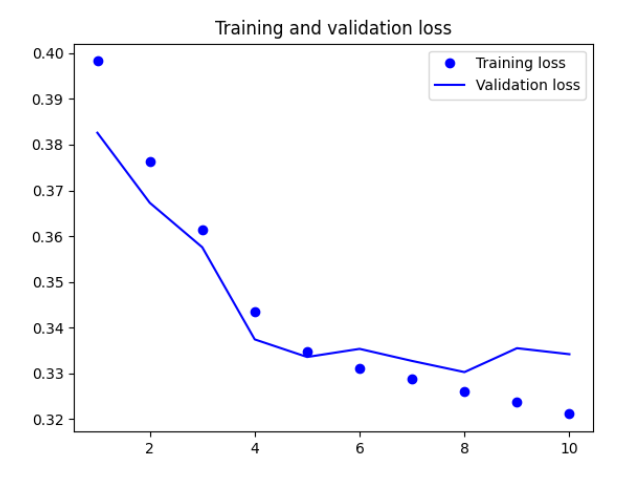 Training and validation loss
0.40
0.39
0.38
0.37
0.36
0.35
0.34
0.33
0.32
Training loss
Validation loss
2 4 6 8 10